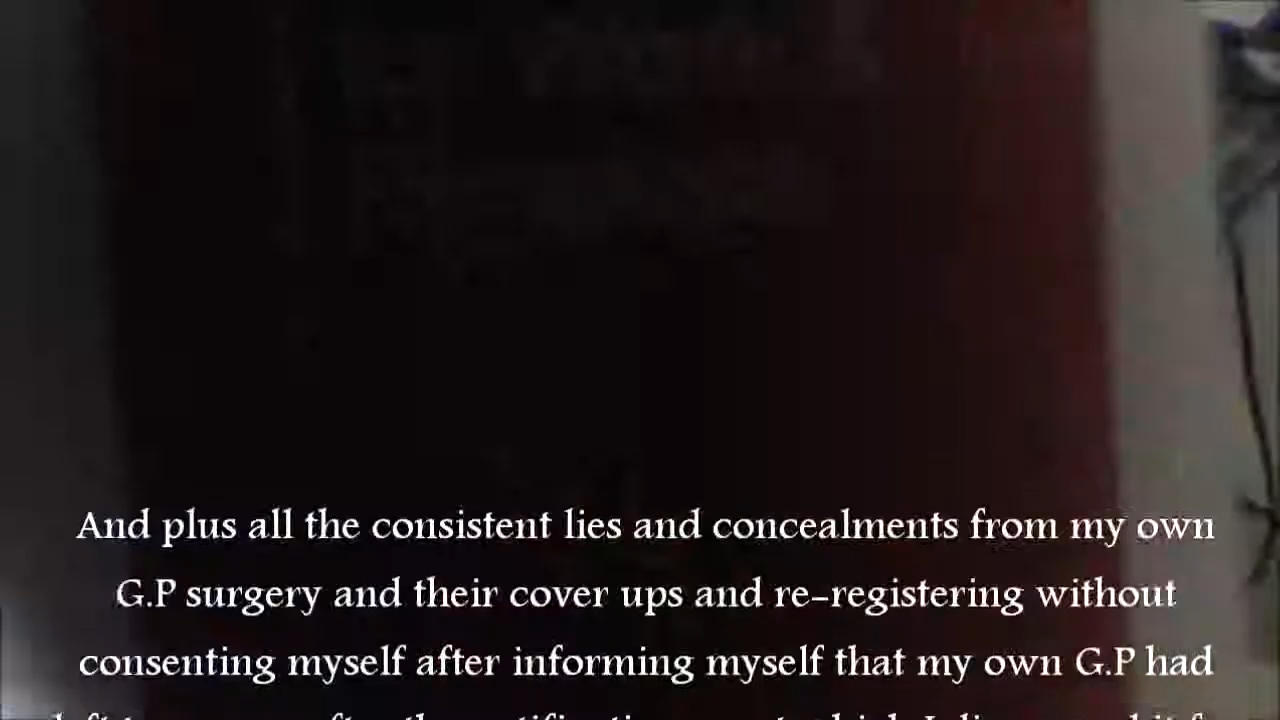 And plus all the consistent lies and concealments from my own
G.P surgery and their cover ups and re-registering without
consenting myself after informing myself that my own G.P had